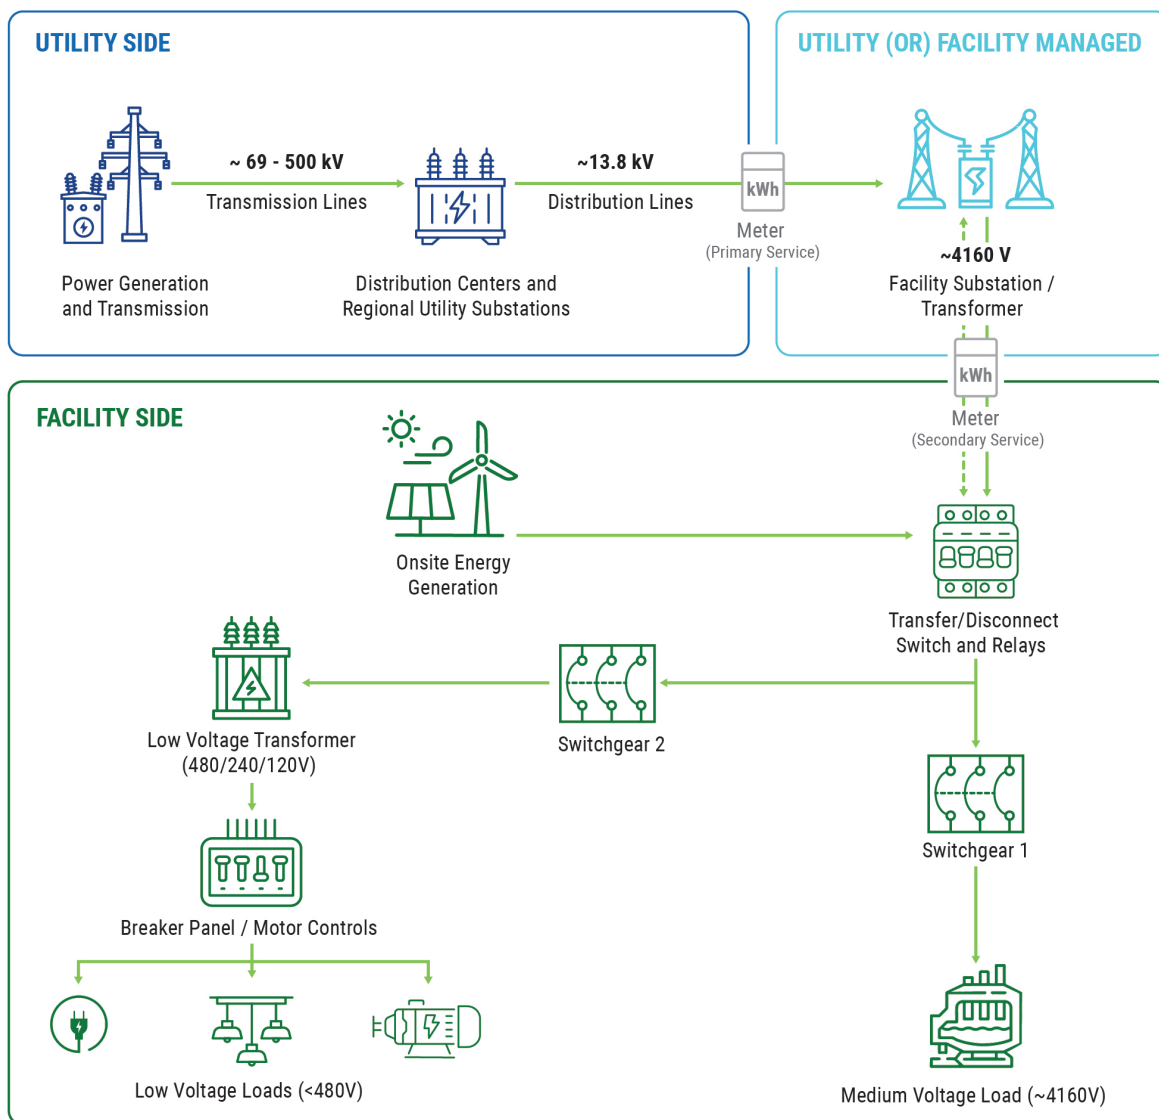 UTILITY SIDE
UTILITY (OR) FACILITY MANAGED
~ 69 - 500 kV
Transmission Lines
~13.8 kV
Distribution Lines
kWh
Meter
(Primary Service)
Power Generation
and Transmission
Distribution Centers and
Regional Utility Substations
~4160 V
Facility Substation /
Transformer
kWh
Meter
(Secondary Service)
FACILITY SIDE
Onsite Energy
Generation
Transfer/Disconnect
Switch and Relays
Low Voltage Transformer
(480/240/120V)
Switchgear 2
Switchgear 1
Breaker Panel / Motor Controls
Low Voltage Loads (<480V)
Medium Voltage Load (~4160V)